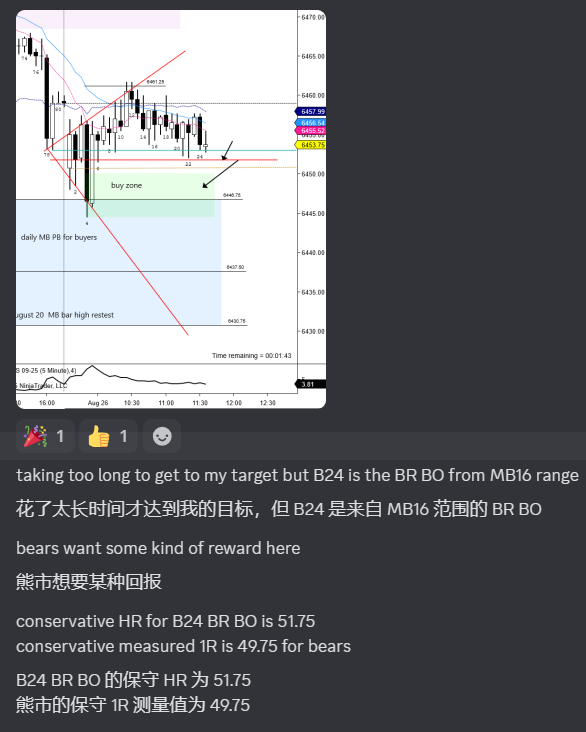 6470.00
6465.00
6461.25
6460.00
6457.99
6456.54
6455.52
6453.75
6450.00
buy zone
6446.75
6445.00
daily MB PB for buyers
6440.00
6437.50
6435.00
ugust 20 MB bar high restest
6430.75
6430.00
Time remaining = 00:01:43
S 09-25 (5 Minute),4)
NinjaTrader, LLC
3.81
16:00 Aug 26 10:30 11:00 11:30 12:00 12:30
1 1
taking too long to get to my target but B24 is the BR BO from MB16 range
花了太长时间才达到我的目标，但 B24 是来自 MB16 范围的 BR BO
bears want some kind of reward here
熊市想要某种回报
conservative HR for B24 BR BO is 51.75
conservative measured 1R is 49.75 for bears
B24 BR BO 的保守 HR 为 51.75
熊市的保守 1R 测量值为 49.75